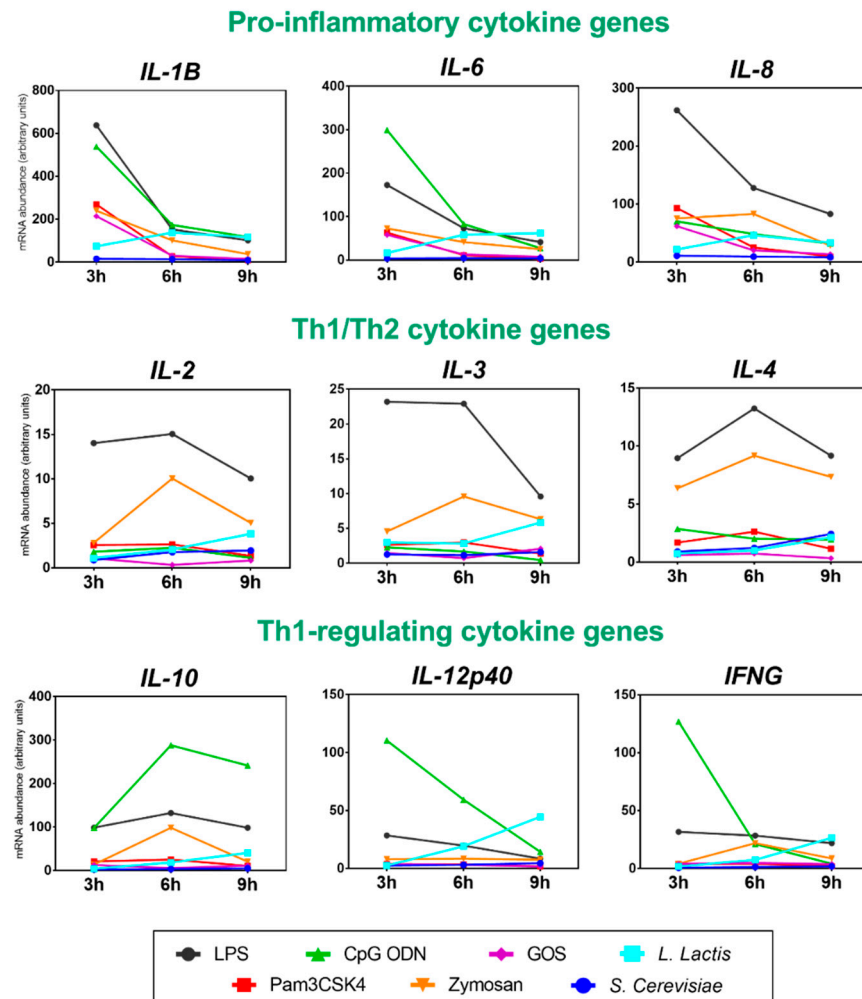 Pro-inflammatory cytokine genes
IL-1B IL-6 IL-8
mRNA abundance (arbitrary units)
800 400 300
600 300
200
400 200
100
200 100
0 0 0
3h 6h 9h 3h 6h 9h 3h 6h 9h
Th1/Th2 cytokine genes
IL-2 IL-3 IL-4
mRNA abundance (arbitrary units)
20 25 15
20
15
15 10
10
10
5
5 5
0 0 0
3h 6h 9h 3h 6h 9h 3h 6h 9h
Th1-regulating cytokine genes
IL-10 IL-12p40 IFNG
mRNA abundance (arbitrary units)
400 150 150
300
100 100
200
50 50
100
0 0 0
3h 6h 9h 3h 6h 9h 3h 6h 9h
LPS CpG ODN GOS L. Lactis
Pam3CSK4 Zymosan S. Cerevisiae